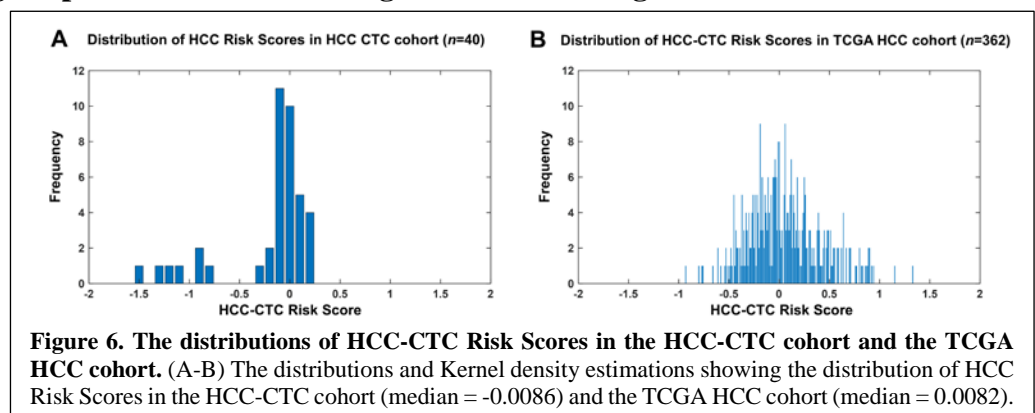 A Distribution of HCC Risk Scores in HCC CTC cohort (n=40)
12
10
8
6
4
2
0
Frequency
-2 -1.5 -1 -0.5 0 0.5 1 1.5 2
HCC-CTC Risk Score
B Distribution of HCC-CTC Risk Scores in TCGA HCC cohort (n=362)
12
10
8
6
4
2
0
Frequency
-2 -1.5 -1 -0.5 0 0.5 1 1.5 2
HCC-CTC Risk Score
Figure 6. The distributions of HCC-CTC Risk Scores in the HCC-CTC cohort and the TCGA
HCC cohort. (A-B) The distributions and Kernel density estimations showing the distribution of HCC
Risk Scores in the HCC-CTC cohort (median = -0.0086) and the TCGA HCC cohort (median = 0.0082).